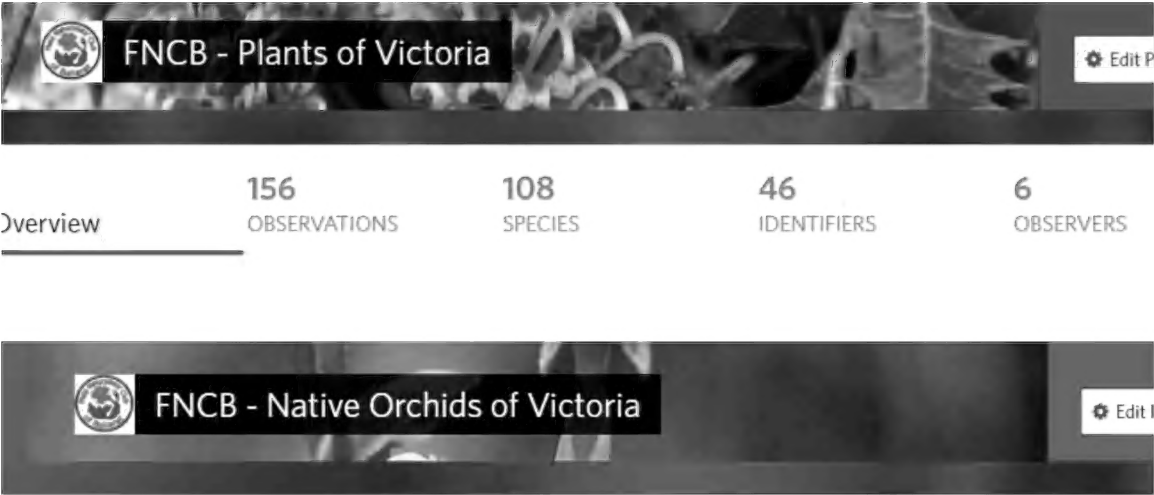 FNCB - Plants of Victoria
Edit P
156
OBSERVATIONS
108
SPECIES
46
IDENTIFIERS
6
OBSERVERS
Overview
FNCB - Native Orchids of Victoria
Edit